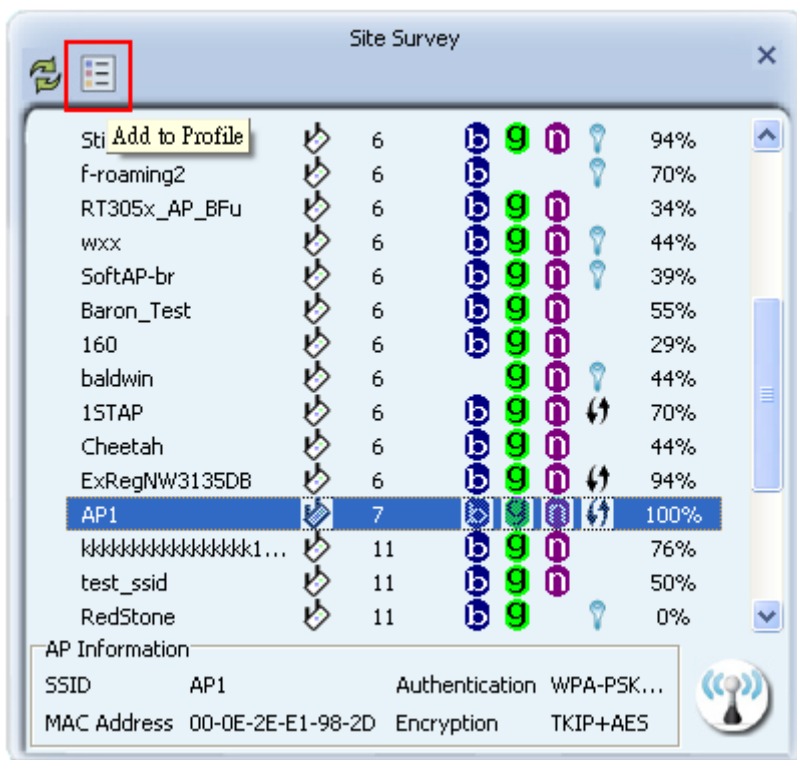 Site Survey
Add to Profile
Sti 6 b g n 94%
f-roaming2 6 b 70%
RT305x_AP_BFu 6 b g n 34%
wxx 6 b g n 44%
SoftAP-br 6 b g n 39%
Baron_Test 6 b g n 55%
160 6 b g n 29%
baldwin 6 g n 44%
1STAP 6 b g n 70%
Cheetah 6 b g n 44%
ExRegNW3135DB 6 b g n 94%
AP1 7 b g n 100%
kkkkkkkkkkkkkkkkk1... 11 b g n 76%
test_ssid 11 b g n 50%
RedStone 11 b g 0%
AP Information
SSID AP1 Authentication WPA-PSK...
MAC Address 00-0E-2E-E1-98-2D Encryption TKIP+AES